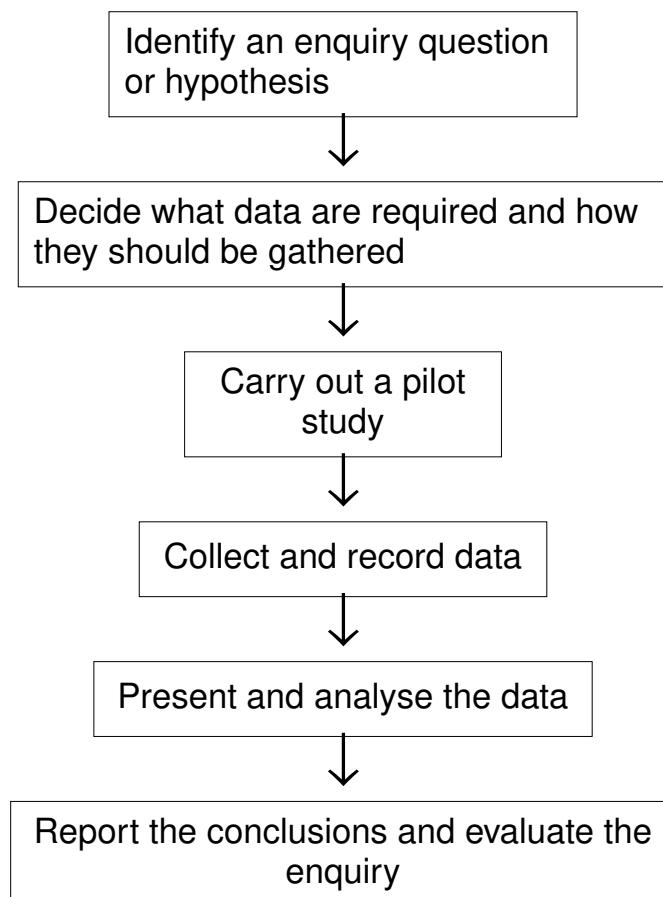 Identify an enquiry question
or hypothesis
Decide what data are required and how
they should be gathered
Carry out a pilot
study
Collect and record data
Present and analyse the data
Report the conclusions and evaluate the
enquiry